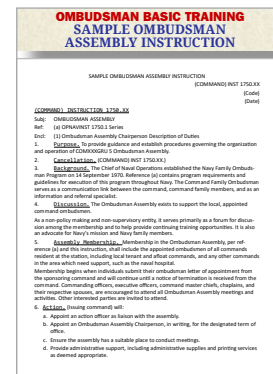 OMBUDSMAN BASIC TRAINING
SAMPLE OMBUDSMAN
ASSEMBLY INSTRUCTION
SAMPLE OMBUDSMAN ASSEMBLY INSTRUCTION
(COMMAND) INST 1750.XX
(Code)
(Date)
(COMMAND) INSTRUCTION 1750.XX
Subj: OMBUDSMAN ASSEMBLY
Ref: (a) OPNAVINST 1750.1 Series
Encl: (1) Ombudsman Assembly Chairperson Description of Duties
1. Purpose. To provide guidance and establish procedures governing the organization
and operation of COMXXXGRU 5 Ombudsman Assembly.
2. Cancellation. (COMMAND) INST 1750.XX.)
3. Background. The Chief of Naval Operations established the Navy Family Ombuds-
man Program on 14 September 1970. Reference (a) contains program requirements and
guidelines for execution of this program throughout Navy. The Command Family Ombudsman
serves as a communication link between the command, command family members, and as an
information and referral specialist.
4. Discussion. The Ombudsman Assembly exists to support the local, appointed
command ombudsmen.
As a non-policy making and non-supervisory entity, it serves primarily as a forum for discus-
sion among the membership and to help provide continuing training opportunities. It is also
an advocate for Navy's mission and Navy family members.
5. Assembly Membership. Membership in the Ombudsman Assembly, per ref-
erence (a) and this instruction, shall include the appointed ombudsmen of all commands
resident at the station, including local tenant and afloat commands, and any other commands
in the area which need support, such as the naval hospital.
Membership begins when individuals submit their ombudsman letter of appointment from
the sponsoring command and will continue until a notice of termination is received from the
command. Commanding officers, executive officers, command master chiefs, chaplains, and
their respective spouses, are encouraged to attend all Ombudsman Assembly meetings and
activities. Other interested parties are invited to attend.
6. Action. (Issuing command) will:
a. Appoint an action officer as liaison with the assembly.
b. Appoint an Ombudsman Assembly Chairperson, in writing, for the designated term of
office.
c. Ensure the assembly has a suitable place to conduct meetings.
d. Provide administrative support, including administrative supplies and printing services
as deemed appropriate.